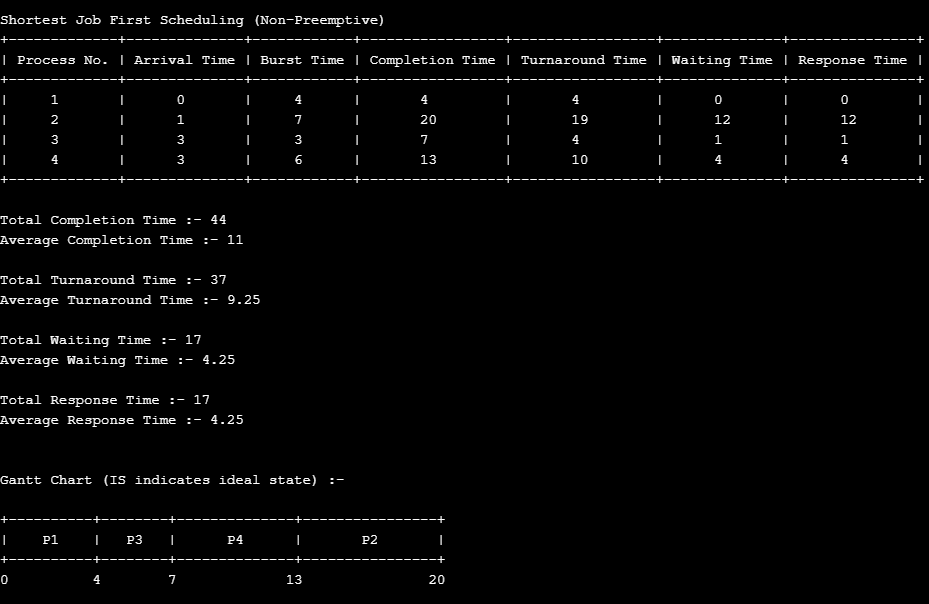 Shortest Job First Scheduling (Non-Preemptive)
+-------------+--------------+------------+-----------------+-----------------+--------------+---------------+
| Process No. | Arrival Time | Burst Time | Completion Time | Turnaround Time | Waiting Time | Response Time |
+-------------+--------------+------------+-----------------+-----------------+--------------+---------------+
|     1       |      0       |     4      |       4         |       4         |      0       |      0        |
|     2       |      1       |     7      |       20        |       19        |      12      |      12       |
|     3       |      3       |     3      |       7         |       4         |      1       |      1        |
|     4       |      3       |     6      |       13        |       10        |      4       |      4        |
+-------------+--------------+------------+-----------------+-----------------+--------------+---------------+
Total Completion Time :- 44
Average Completion Time :- 11
Total Turnaround Time :- 37
Average Turnaround Time :- 9.25
Total Waiting Time :- 17
Average Waiting Time :- 4.25
Total Response Time :- 17
Average Response Time :- 4.25
Gantt Chart (IS indicates ideal state) :-
+----------+--------+--------------+----------------+
|    P1    |   P3   |      P4      |       P2       |
+----------+--------+--------------+----------------+
0          4        7             13               20